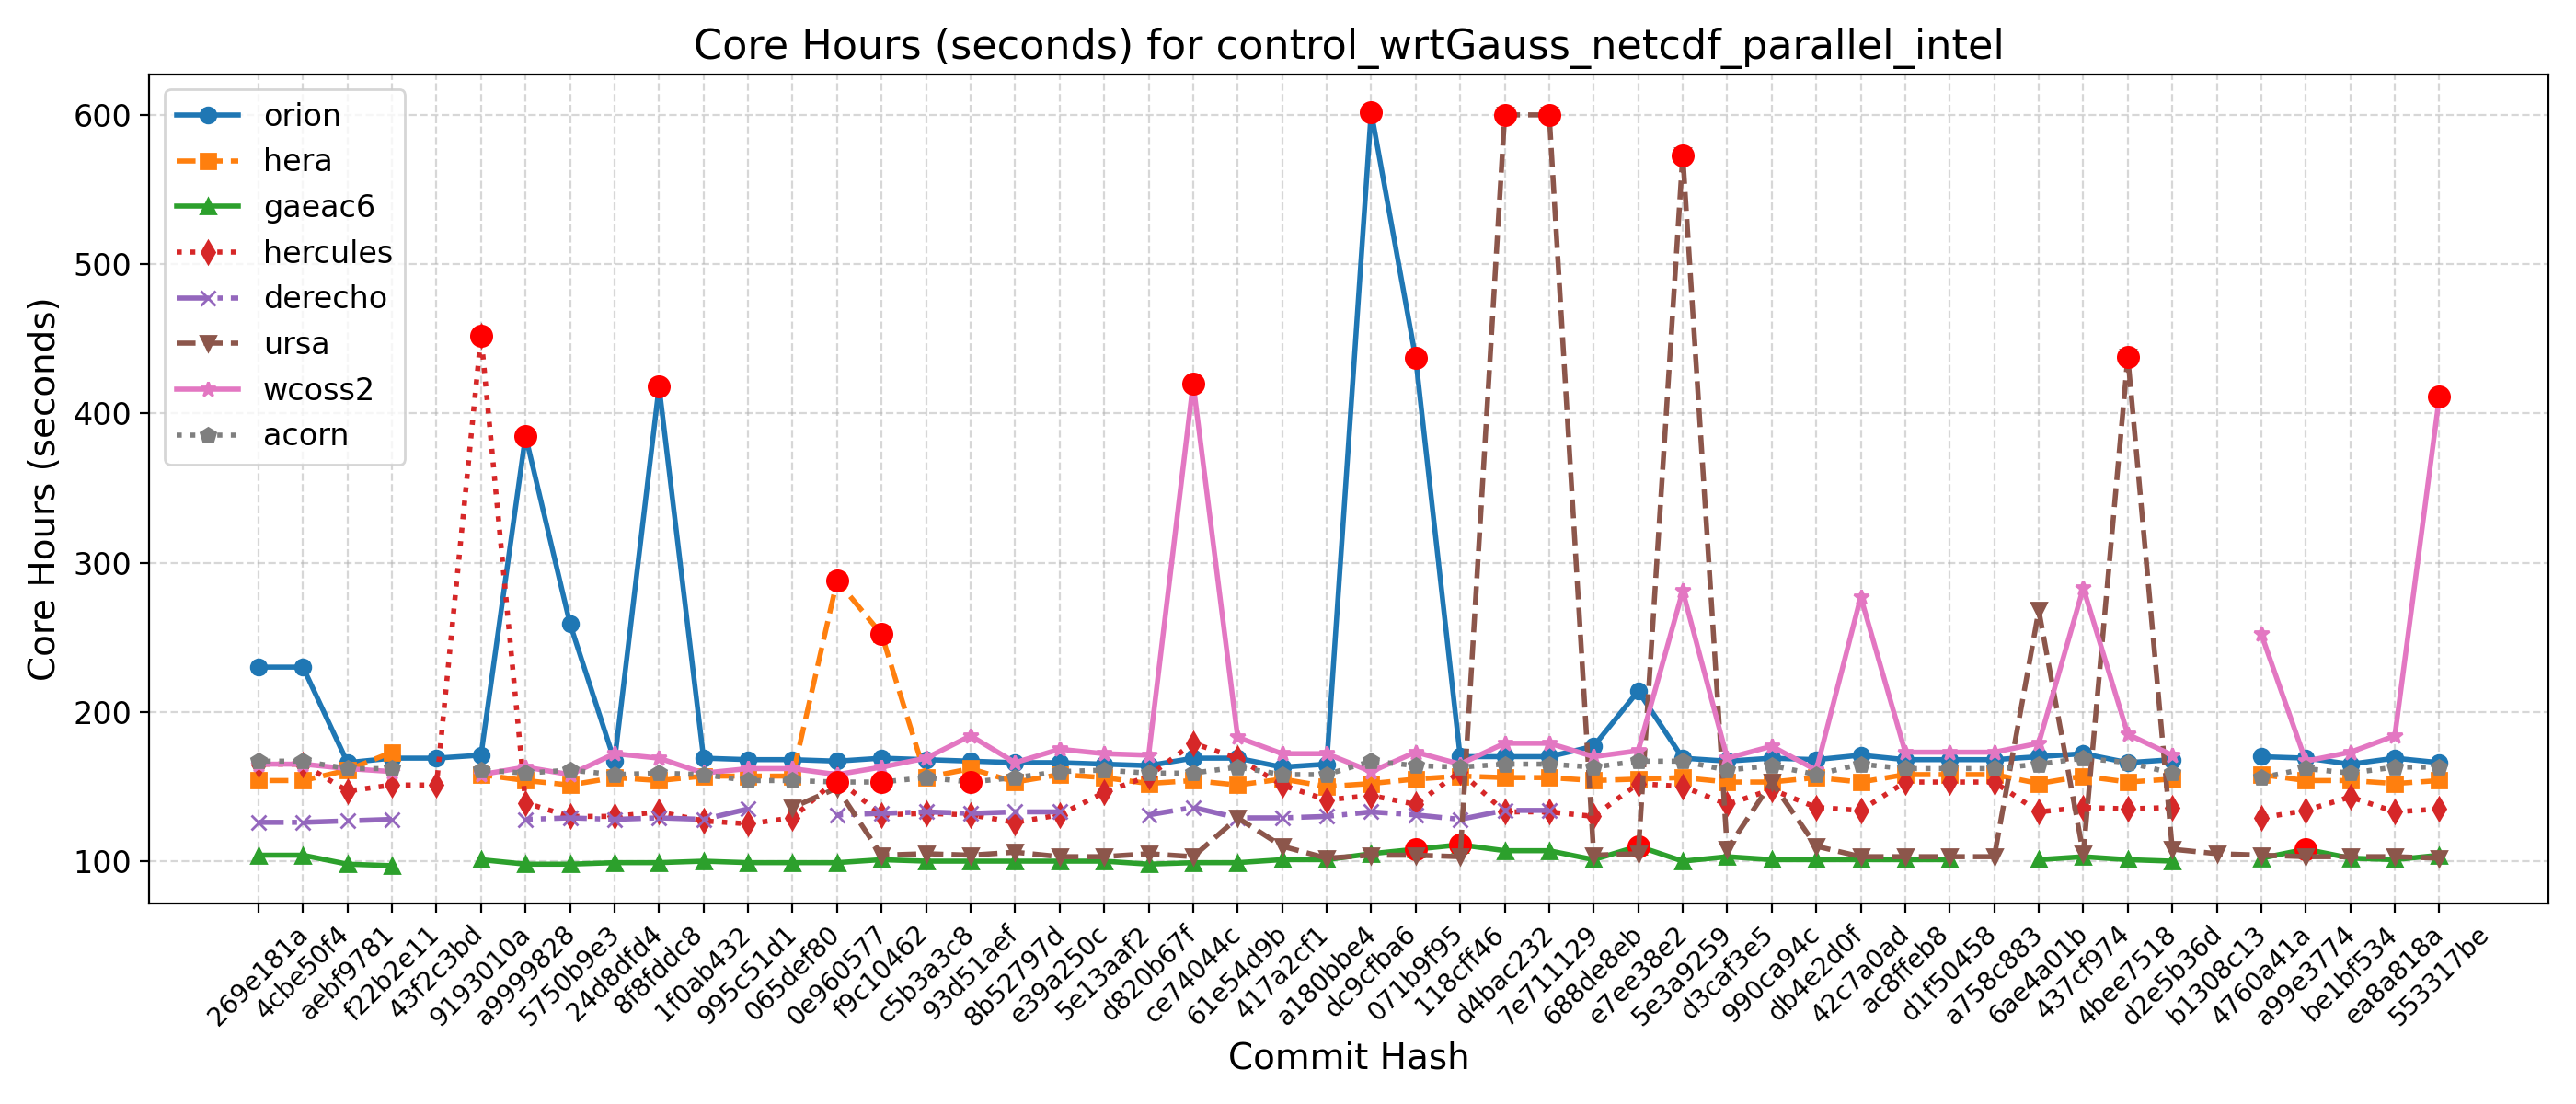 Core Hours (seconds) for control_wrtGauss_netcdf_parallel_intel
Core Hours (seconds)
600
500
400
300
200
100
orion
hera
gaeac6
hercules
derecho
ursa
wcoss2
acorn
269e181a
4cbe50f4
aebf9781
f22b2e11
43f2c3bd
9193010a
a9999828
5750b9e3
24d8dfd4
8f8fddc8
1f0ab432
995c51d1
065def80
0e960577
f9c10462
c5b3a3c8
93d51aef
8b52797d
e39a250c
5e13aaf2
d820b67f
ce74044c
61e54d9b
417a2cf1
a180bbe4
dc9cfba6
071b9f95
118cff46
d4bac232
7e711129
688de8eb
e7ee38e2
5e3a9259
d3caf3e5
990ca94c
db4e2d0f
42c7a0ad
ac8ffeb8
d1f50458
a758c883
6ae4a01b
437cf974
4bee7518
d2e5b36d
b1308c13
4760a41a
a99e3774
be1bf534
ea8a818a
553317be
Commit Hash